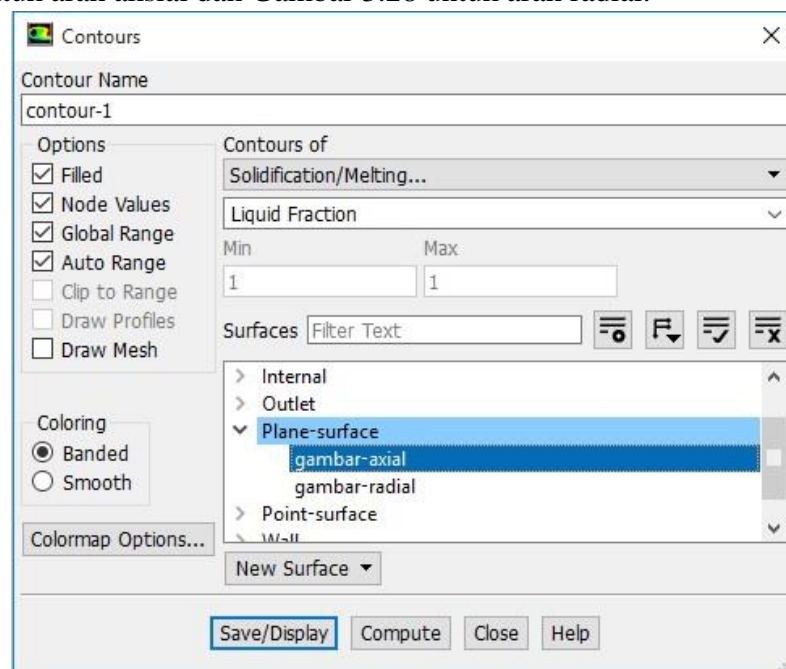 Contours
Contour Name
contour-1
Options
Filled
Node Values
Global Range
Auto Range
Clip to Range
Draw Profiles
Draw Mesh
Coloring
Banded
Smooth
Colormap Options...
Contours of
Solidification/Melting...
Liquid Fraction
Min Max
1 1
Surfaces Filter Text
Internal
Outlet
Plane-surface
gambar-axial
gambar-radial
Point-surface
Wall
New Surface
Save/Display Compute Close Help